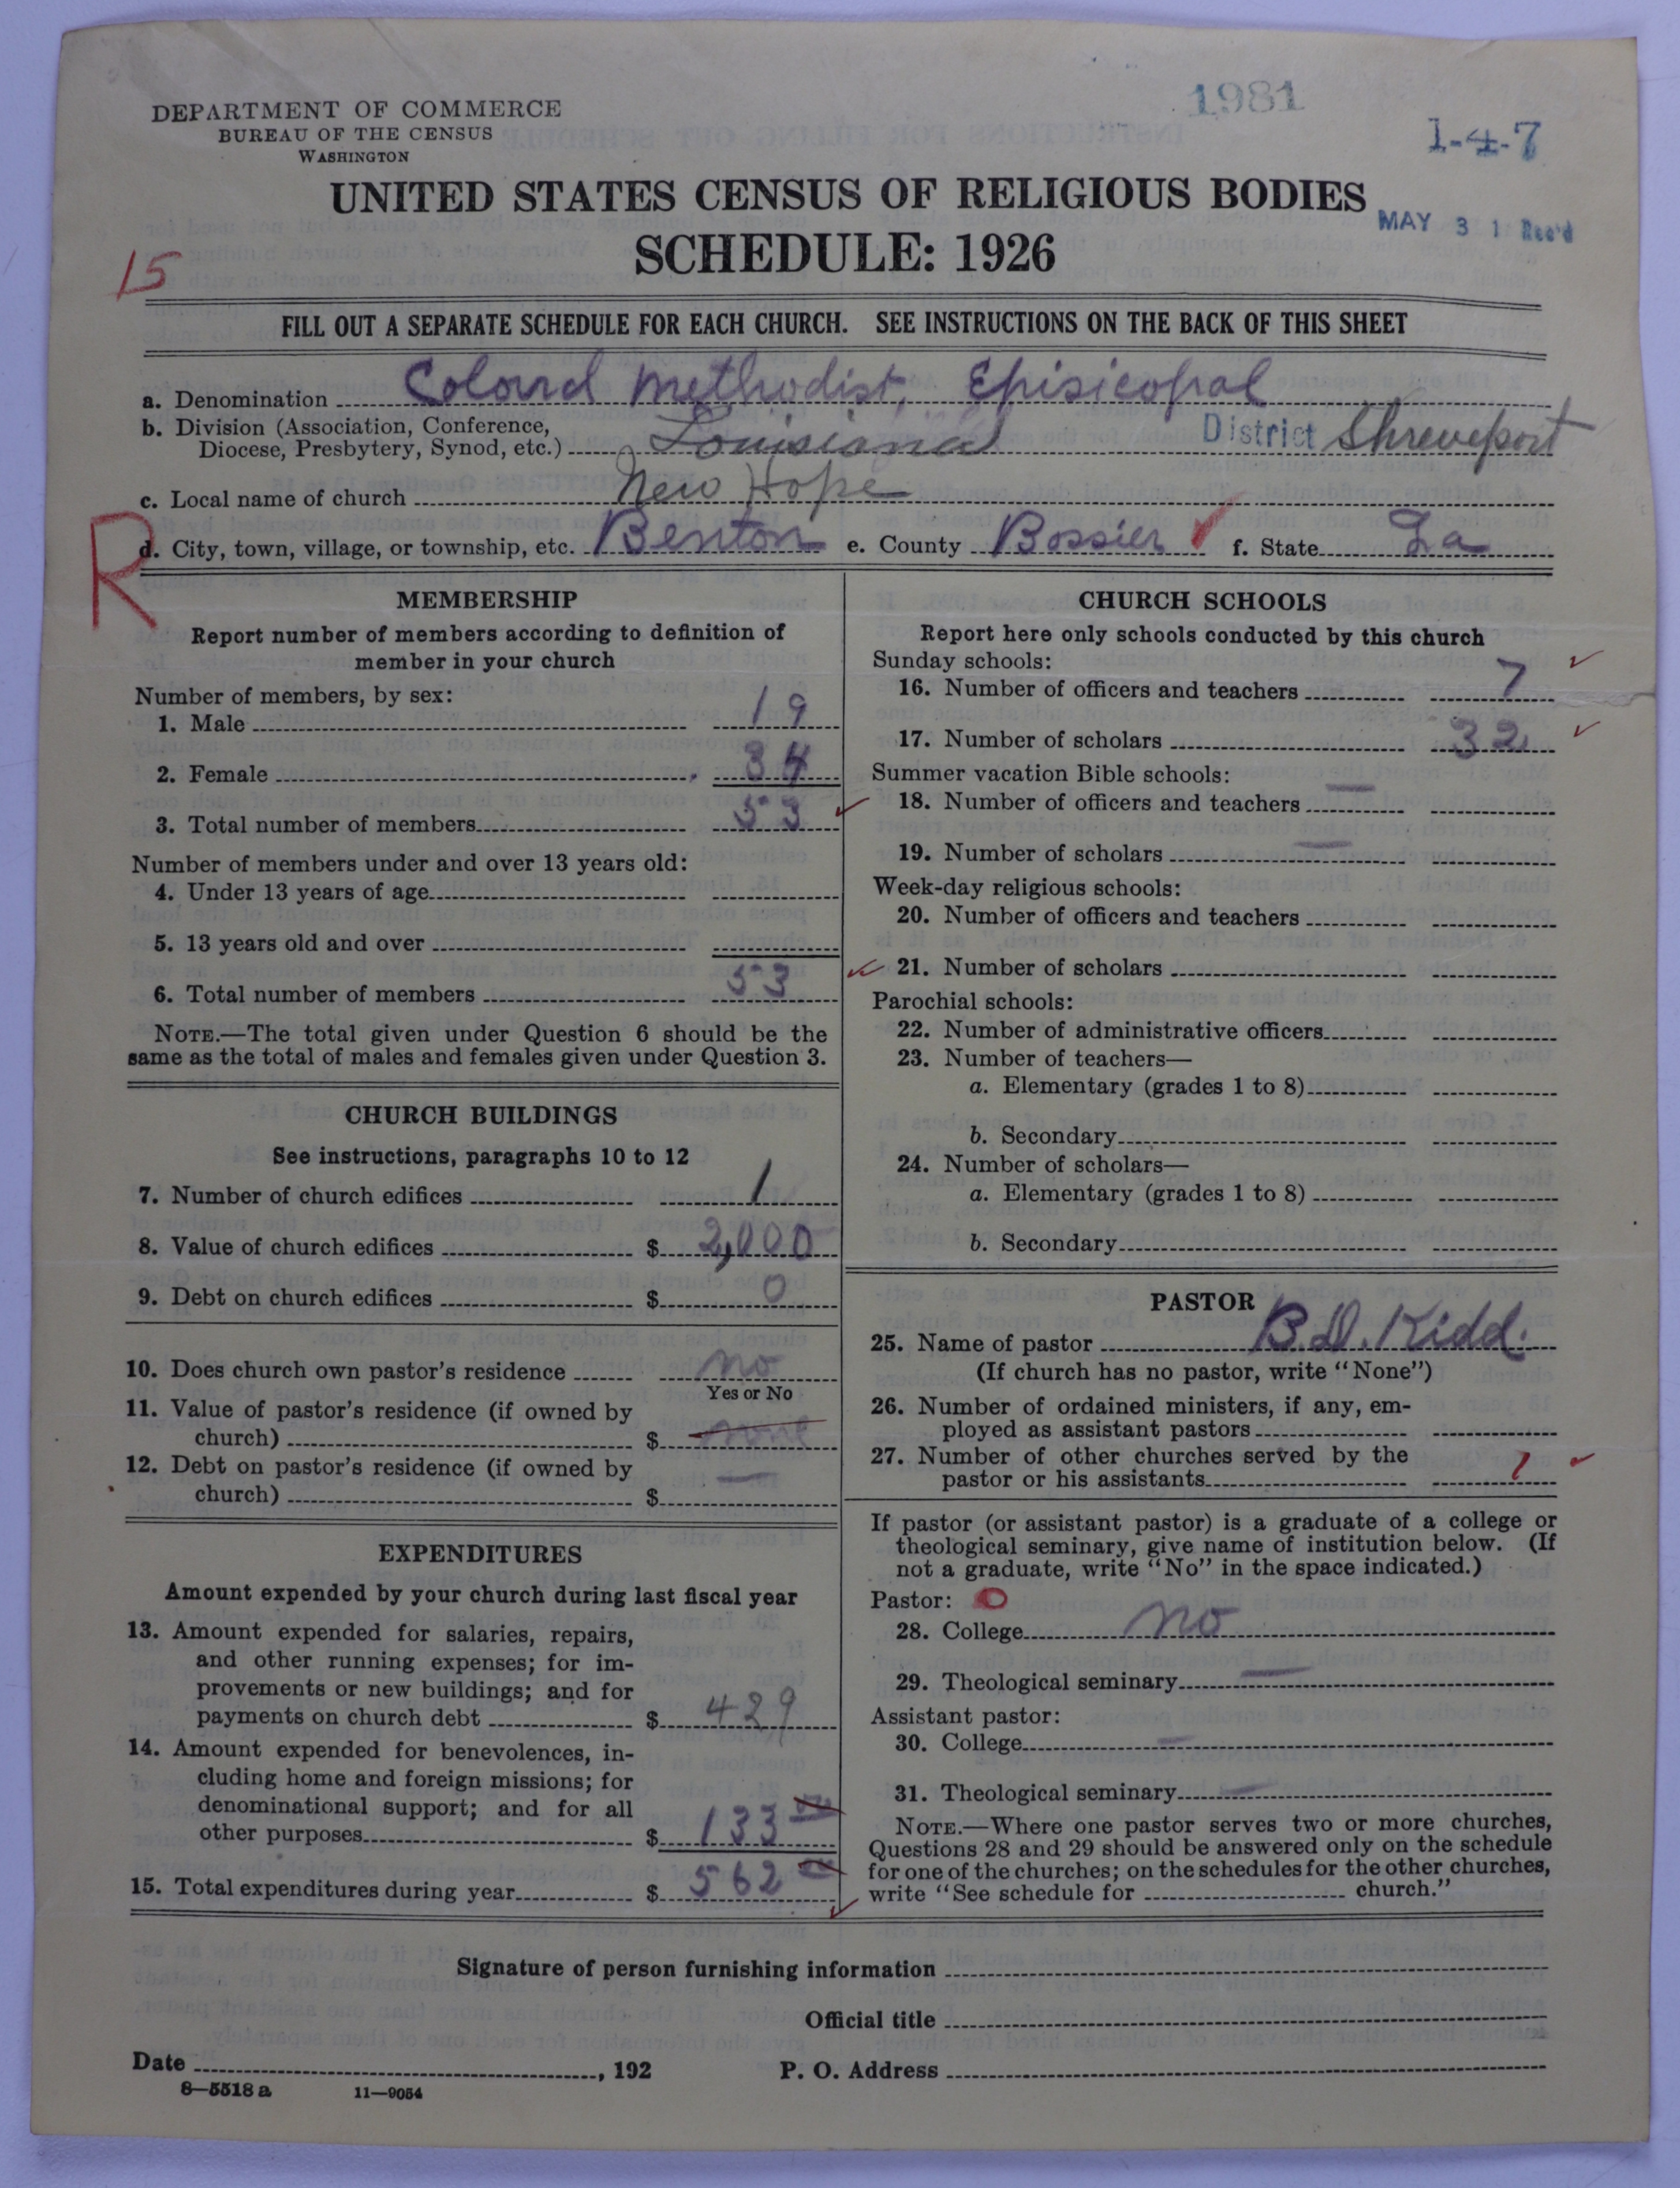 1981
DEPARTMENT OF COMMERCE
BUREAU OF THE CENSUS
WASHINGTON
1-4-7
UNITED STATES CENSUS OF RELIGIOUS BODIES
MAY 31 Rec'd
SCHEDULE: 1926
15
FILL OUT A SEPARATE SCHEDULE FOR EACH CHURCH. SEE INSTRUCTIONS ON THE BACK OF THIS SHEET
a. Denomination Colored Methodist, Episicopal
b. Division (Association, Conference,
Diocese, Presbytery, Synod, etc.) Louisiana District Shreveport
c. Local name of church New Hope
R
d. City, town, village, or township, etc. Benton e. County Bossier f. State La
MEMBERSHIP
Report number of members according to definition of
member in your church
Number of members, by sex:
1. Male 19
2. Female 34
3. Total number of members 53
Number of members under and over 13 years old:
4. Under 13 years of age
5. 13 years old and over
6. Total number of members 53
NOTE.—The total given under Question 6 should be the
same as the total of males and females given under Question 3.
CHURCH BUILDINGS
See instructions, paragraphs 10 to 12
7. Number of church edifices 1
8. Value of church edifices $ 2,000
9. Debt on church edifices $ 0
10. Does church own pastor's residence no
Yes or No
11. Value of pastor's residence (if owned by
church) $ none
12. Debt on pastor's residence (if owned by
church) $ —
EXPENDITURES
Amount expended by your church during last fiscal year
13. Amount expended for salaries, repairs,
and other running expenses; for im-
provements or new buildings; and for
payments on church debt $ 429
14. Amount expended for benevolences, in-
cluding home and foreign missions; for
denominational support; and for all
other purposes $ 133
15. Total expenditures during year $ 562
CHURCH SCHOOLS
Report here only schools conducted by this church
Sunday schools:
16. Number of officers and teachers 7
17. Number of scholars 32
Summer vacation Bible schools:
18. Number of officers and teachers —
19. Number of scholars —
Week-day religious schools:
20. Number of officers and teachers
21. Number of scholars
Parochial schools:
22. Number of administrative officers
23. Number of teachers—
a. Elementary (grades 1 to 8)
b. Secondary
24. Number of scholars—
a. Elementary (grades 1 to 8)
b. Secondary
PASTOR
25. Name of pastor B.D. Kidd.
(If church has no pastor, write "None")
26. Number of ordained ministers, if any, em-
ployed as assistant pastors
27. Number of other churches served by the
pastor or his assistants 1
If pastor (or assistant pastor) is a graduate of a college or
theological seminary, give name of institution below. (If
not a graduate, write "No" in the space indicated.)
Pastor: 0
28. College no
29. Theological seminary —
Assistant pastor:
30. College —
31. Theological seminary —
NOTE.—Where one pastor serves two or more churches,
Questions 28 and 29 should be answered only on the schedule
for one of the churches; on the schedules for the other churches,
write "See schedule for church."
Signature of person furnishing information
Official title
Date , 192 P. O. Address
8—5518 a 11—9054